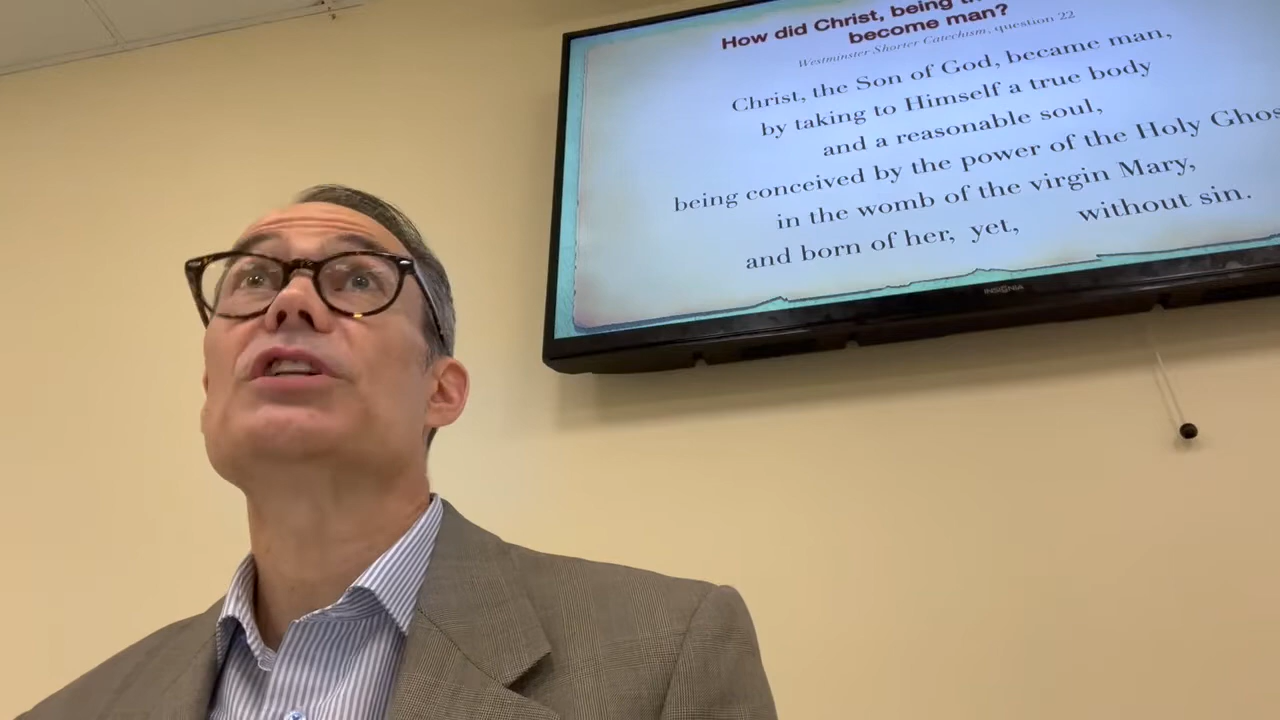 How did Christ, being
become man?
Westminster Shorter Catechism, question 22
Christ, the Son of God, became man,
by taking to Himself a true body
and a reasonable soul,
being conceived by the power of the Holy
in the womb of the virgin Mary,
and born of her, yet, without sin.
INSIGNIA